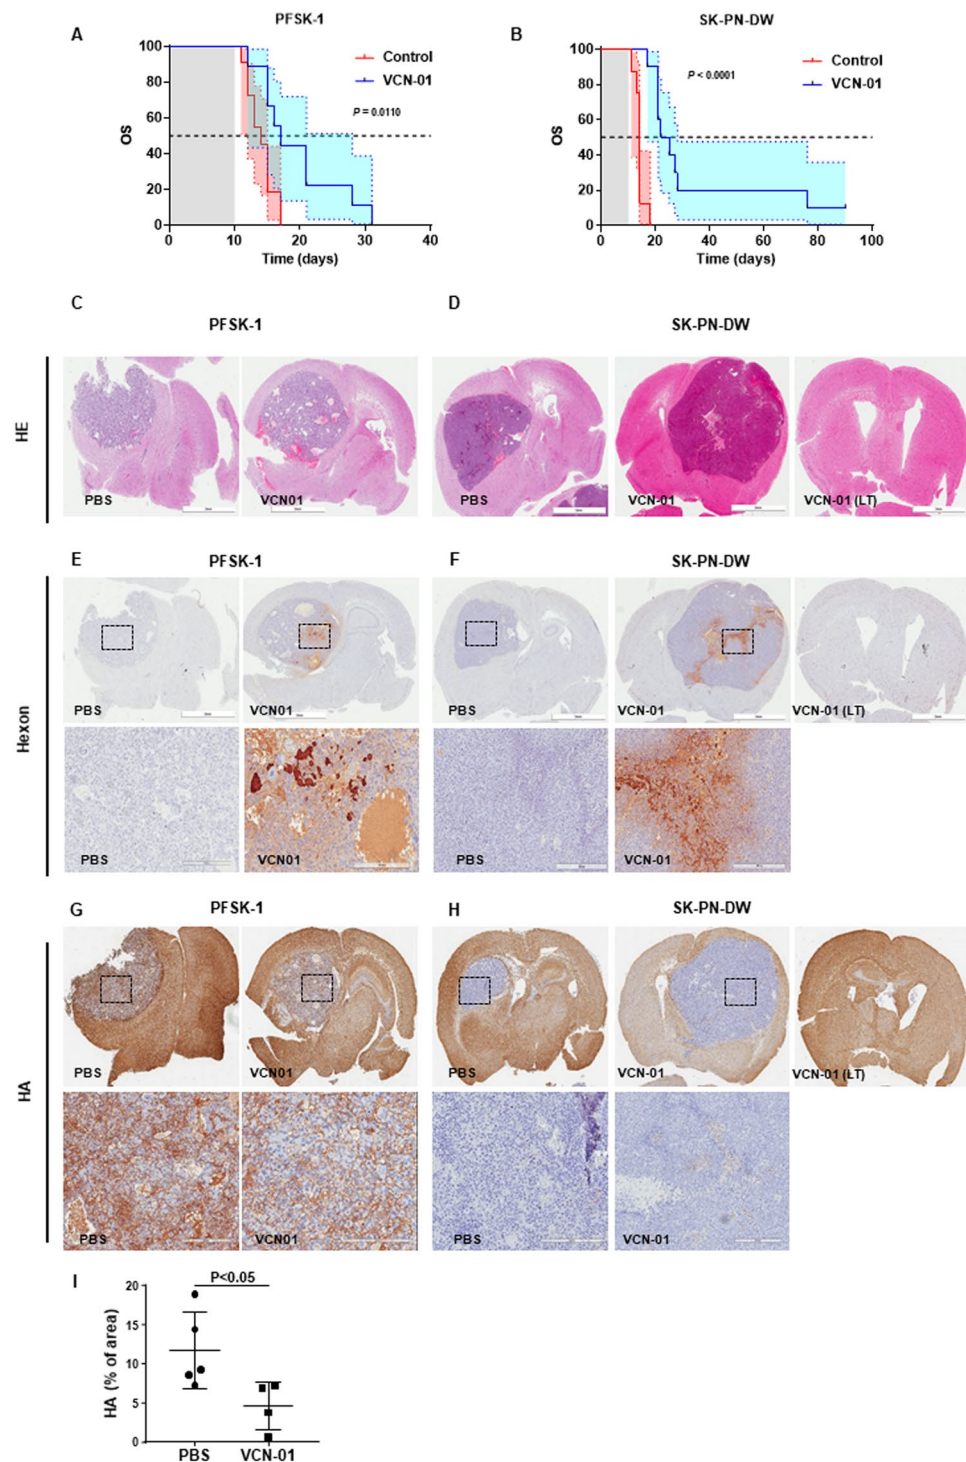 PFSK-1
A
100
80
60
40
20
0
OS
0 10 20 30 40
Time (days)
Control
VCN-01
P = 0.0110
SK-PN-DW
B
100
80
60
40
20
0
OS
0 20 40 60 80 100
Time (days)
Control
VCN-01
P < 0.0001
C
PFSK-1
D
SK-PN-DW
HE
PBS
VCN01
PBS
VCN-01
VCN-01 (LT)
E
PFSK-1
F
SK-PN-DW
Hexon
PBS
VCN01
PBS
VCN-01
VCN-01 (LT)
PBS
VCN01
PBS
VCN-01
G
PFSK-1
H
SK-PN-DW
HA
PBS
VCN01
PBS
VCN-01
VCN-01 (LT)
PBS
VCN01
PBS
VCN-01
I
P<0.05
20
15
10
5
0
HA (% of area)
PBS VCN-01